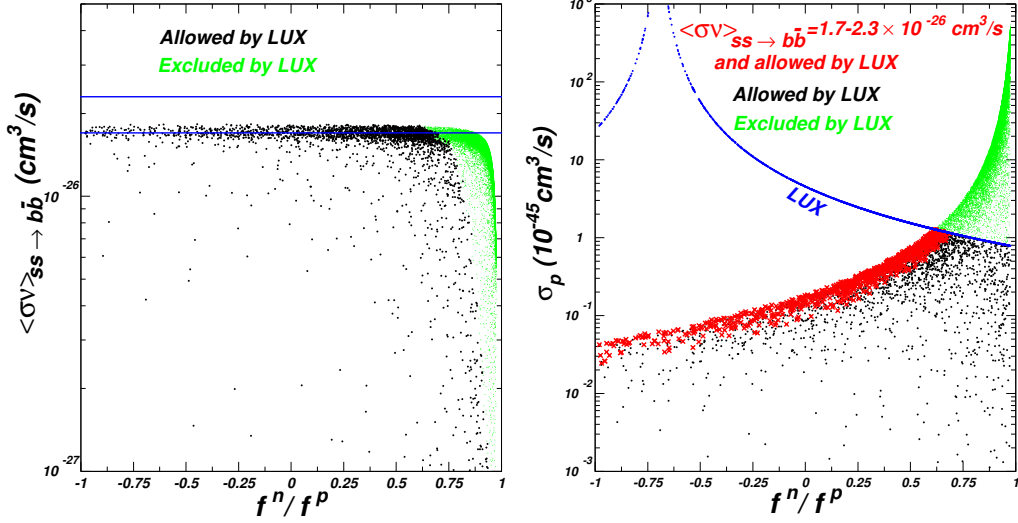 Allowed by LUX
Excluded by LUX
<σv>ss → bb̄ (cm³/s)
10⁻²⁶
10⁻²⁷
-1 -0.75 -0.5 -0.25 0 0.25 0.5 0.75 1
f ⁿ/ f ᵖ
<σv>ss → bb̄ =1.7-2.3 × 10 ⁻²⁶ cm³/s
and allowed by LUX
Allowed by LUX
Excluded by LUX
LUX
σp (10⁻⁴⁵cm³/s)
10³
10²
10
1
10⁻¹
10⁻²
10⁻³
-1 -0.75 -0.5 -0.25 0 0.25 0.5 0.75 1
f ⁿ/ f ᵖ